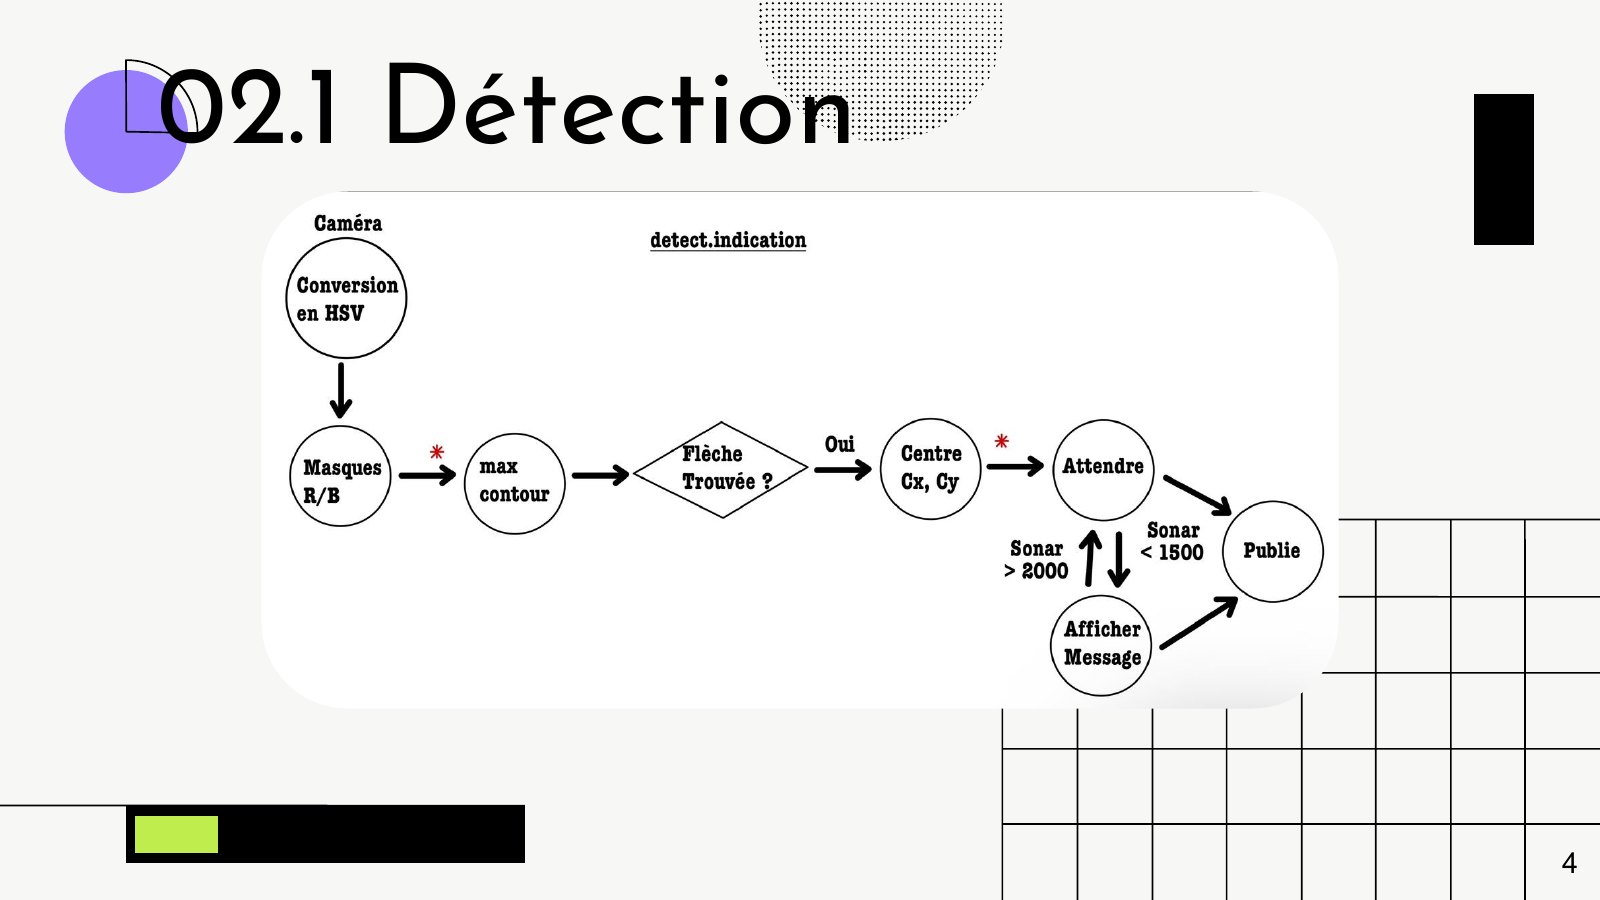 02.1 Détection
Caméra
detect.indication
Conversion
en HSV
Masques
R/B
*
max
contour
Flèche
Trouvée ?
Oui
Centre
Cx, Cy
*
Attendre
Sonar
> 2000
Sonar
< 1500
Publie
Afficher
Message
4